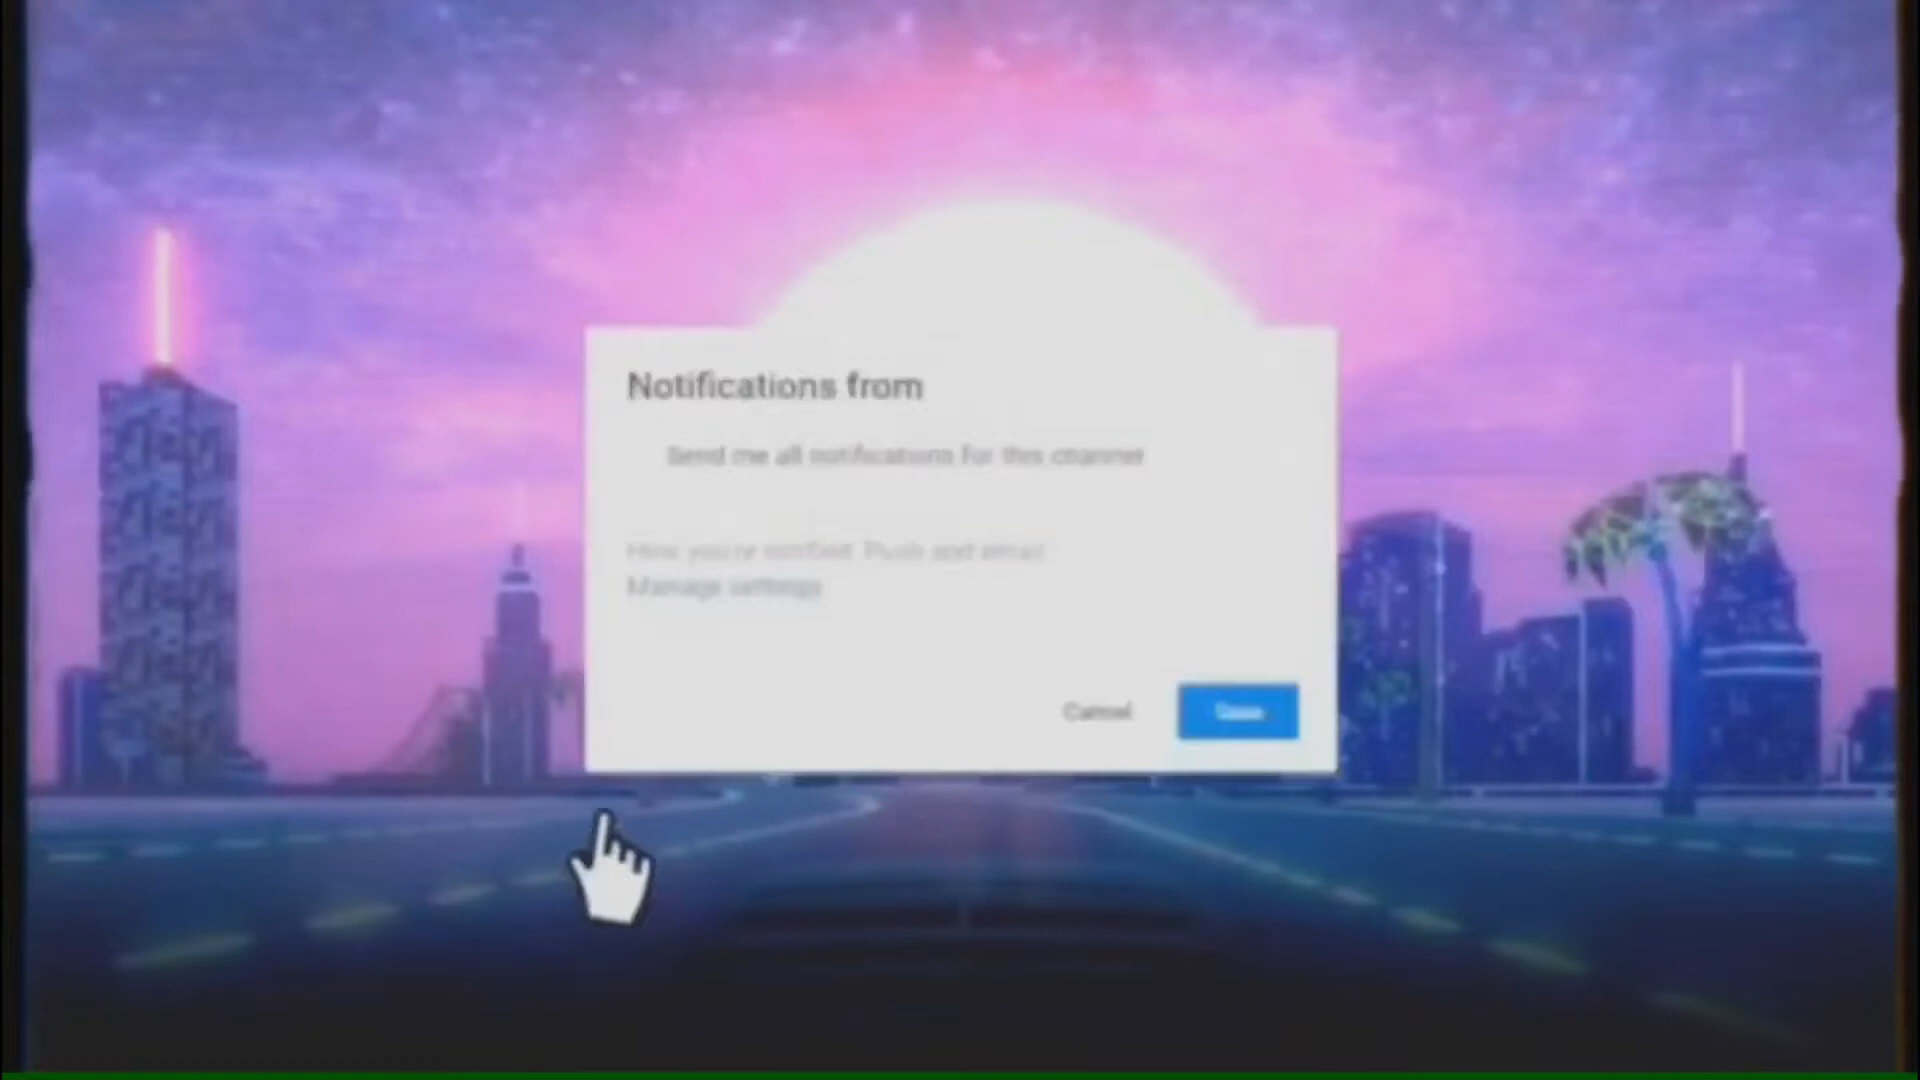 Notifications from
Send me all notifications for this channel
How you're notified: Push and email
Manage settings
Cancel
Save